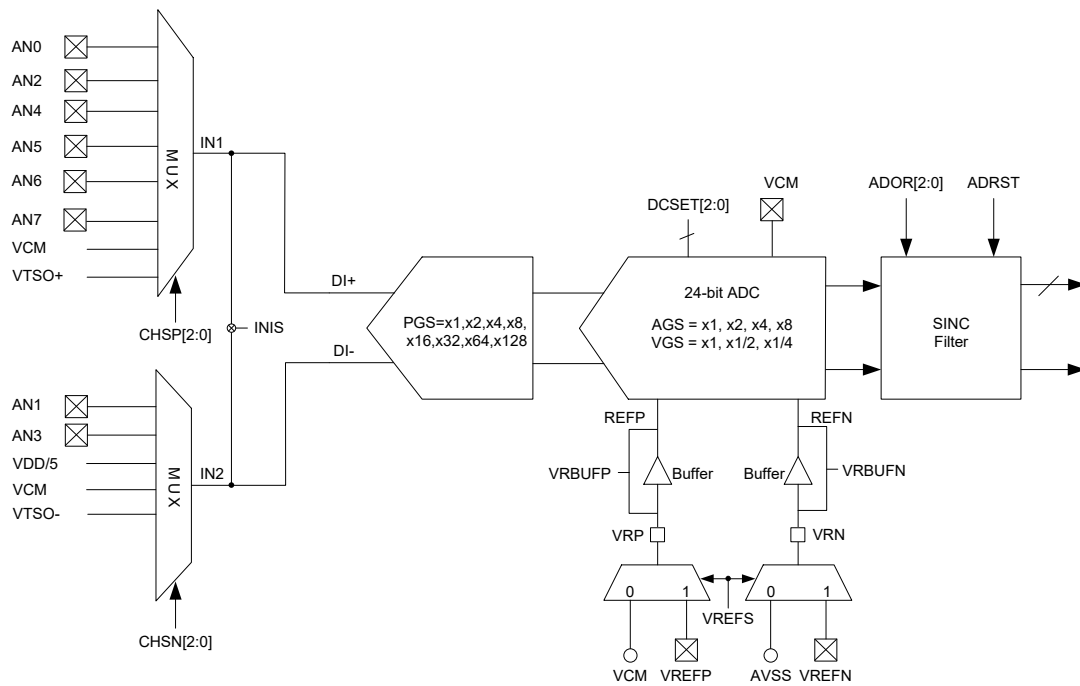 AN0
AN2
AN4
AN5
AN6
AN7
VCM
VTSO+
MUX
IN1
CHSP[2:0]
INIS
AN1
AN3
VDD/5
VCM
VTSO-
MUX
IN2
CHSN[2:0]
DI+
DI-
PGS=x1,x2,x4,x8,
x16,x32,x64,x128
DCSET[2:0]
VCM
24-bit ADC
AGS = x1, x2, x4, x8
VGS = x1, x1/2, x1/4
ADOR[2:0]
ADRST
SINC
Filter
REFP
REFN
VRBUFP
Buffer
Buffer
VRBUFN
VRP
VRN
0
1
0
1
VREFS
VCM
VREFP
AVSS
VREFN